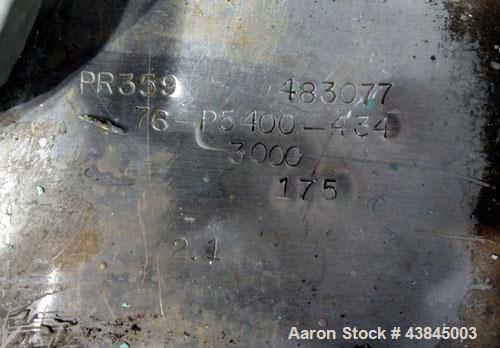 PR359 483077
76-P5400-434
3000
175
2.1
Aaron Stock # 43845003